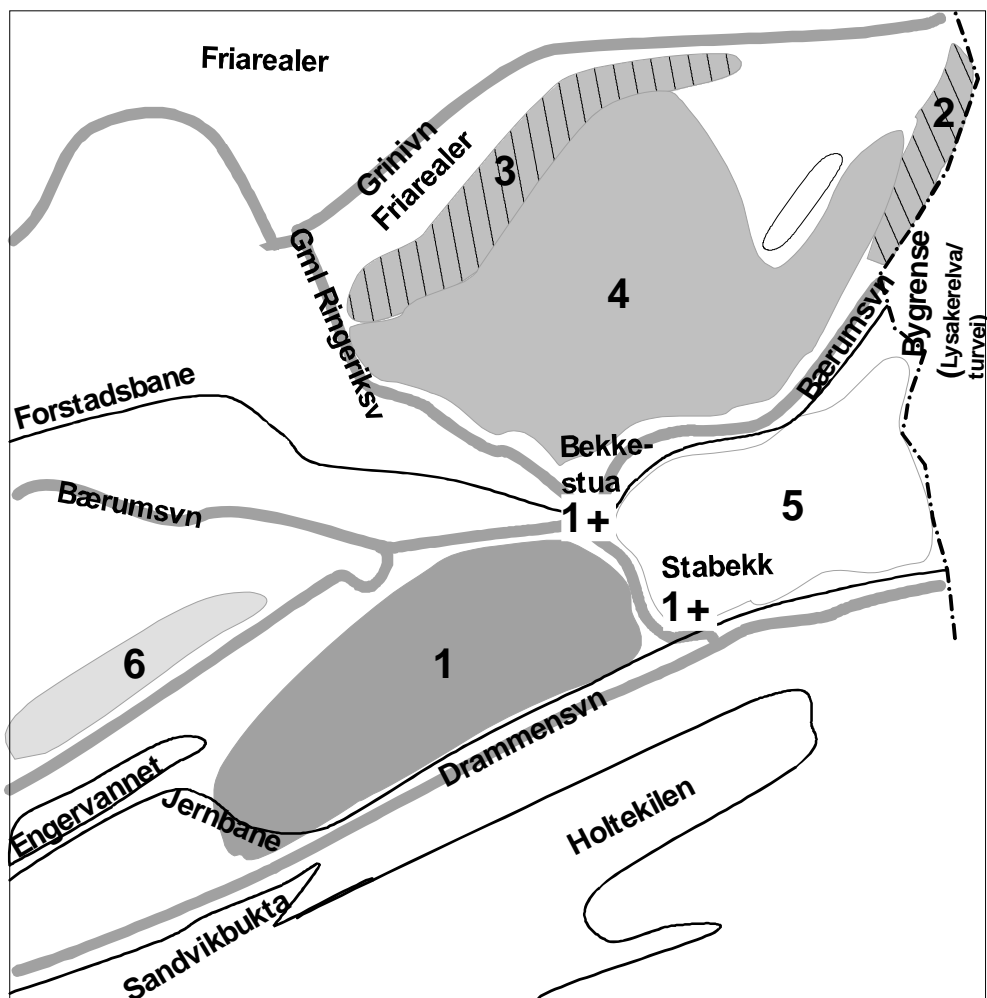 Friarealer
2
Grinivn
Friarealer
3
Gml Ringeriksv
4
Bygrense
(Lysakerelva/
turvei)
Bærumsvn
Forstadsbane
Bekke-
stua
1+
Bærumsvn
5
Stabekk
1+
6
1
Drammensvn
Engervannet
Jernbane
Holtekilen
Sandvikbukta